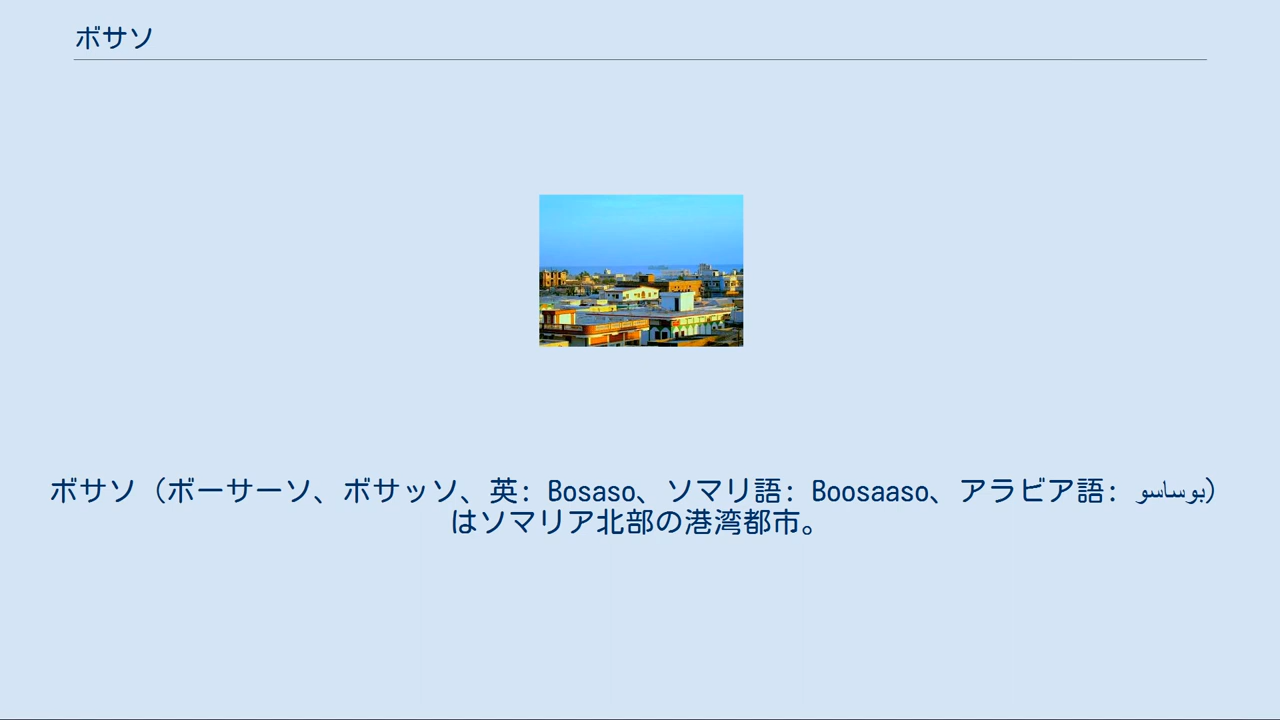 ボサソ
ボサソ（ボーサーソ、ボサッソ、英: Bosaso、ソマリ語: Boosaaso、アラビア語: بوساسو）
はソマリア北部の港湾都市。